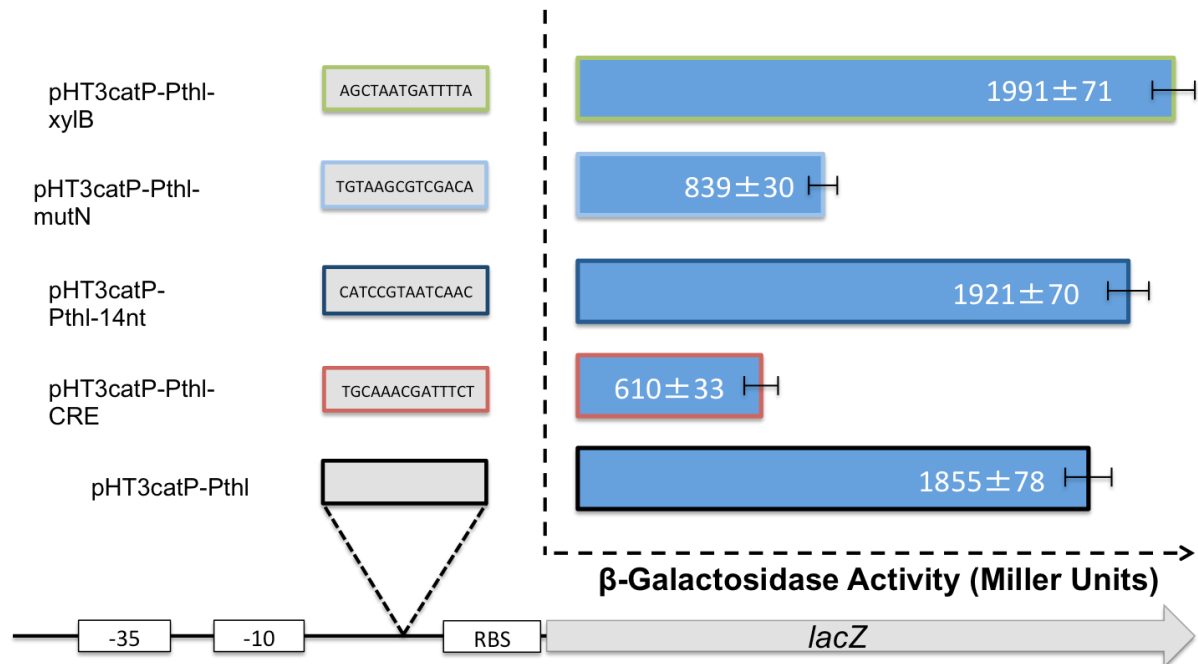 pHT3catP-Pthl-
xylB
AGCTAATGATTTTA
1991±71
pHT3catP-Pthl-
mutN
TGTAAGCGTCGACA
839±30
pHT3catP-
Pthl-14nt
CATCCGTAATCAAC
1921±70
pHT3catP-Pthl-
CRE
TGCAAACGATTTCT
610±33
pHT3catP-Pthl
1855±78
β-Galactosidase Activity (Miller Units)
-35
-10
RBS
lacZ